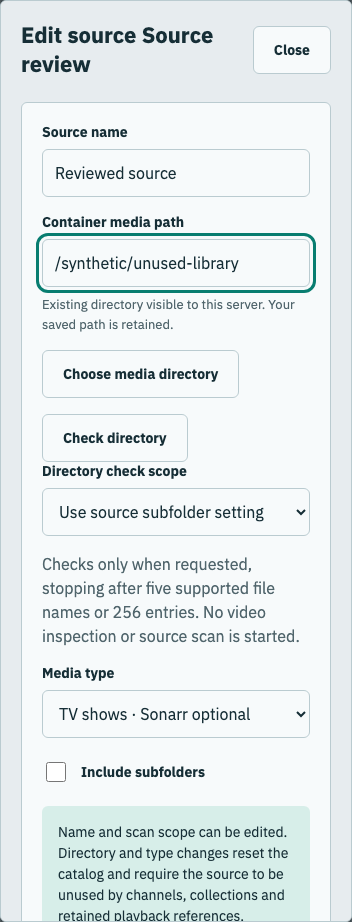 Edit source Source
review
Close
Source name
Reviewed source
Container media path
/synthetic/unused-library
Existing directory visible to this server. Your
saved path is retained.
Choose media directory
Check directory
Directory check scope
Use source subfolder setting
Checks only when requested,
stopping after five supported file
names or 256 entries. No video
inspection or source scan is started.
Media type
TV shows · Sonarr optional
Include subfolders
Name and scan scope can be edited.
Directory and type changes reset the
catalog and require the source to be
unused by channels, collections and
retained playback references.